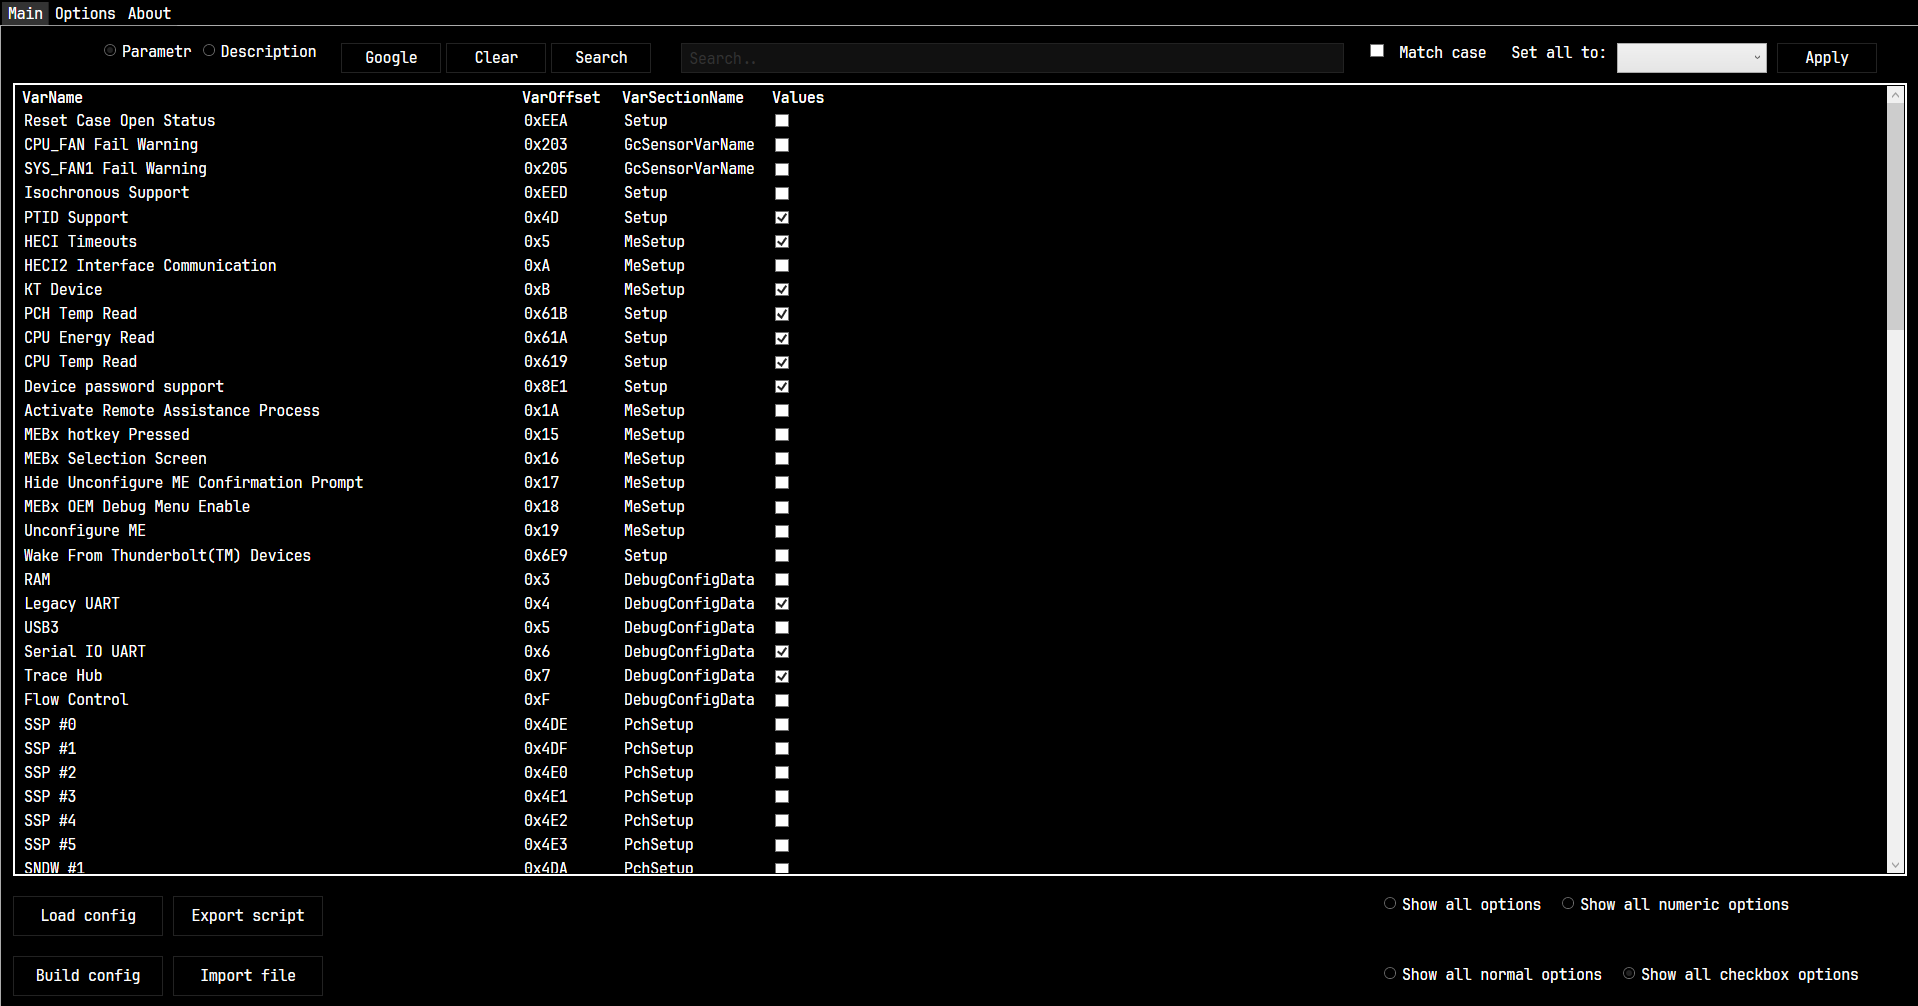 Main Options About
Parametr Description Google Clear Search Search.. Match case Set all to: Apply
VarName VarOffset VarSectionName Values
Reset Case Open Status 0xEEA Setup
CPU_FAN Fail Warning 0x203 GcSensorVarName
SYS_FAN1 Fail Warning 0x205 GcSensorVarName
Isochronous Support 0xEED Setup
PTID Support 0x4D Setup
HECI Timeouts 0x5 MeSetup
HECI2 Interface Communication 0xA MeSetup
KT Device 0xB MeSetup
PCH Temp Read 0x61B Setup
CPU Energy Read 0x61A Setup
CPU Temp Read 0x619 Setup
Device password support 0x8E1 Setup
Activate Remote Assistance Process 0x1A MeSetup
MEBx hotkey Pressed 0x15 MeSetup
MEBx Selection Screen 0x16 MeSetup
Hide Unconfigure ME Confirmation Prompt 0x17 MeSetup
MEBx OEM Debug Menu Enable 0x18 MeSetup
Unconfigure ME 0x19 MeSetup
Wake From Thunderbolt(TM) Devices 0x6E9 Setup
RAM 0x3 DebugConfigData
Legacy UART 0x4 DebugConfigData
USB3 0x5 DebugConfigData
Serial IO UART 0x6 DebugConfigData
Trace Hub 0x7 DebugConfigData
Flow Control 0xF DebugConfigData
SSP #0 0x4DE PchSetup
SSP #1 0x4DF PchSetup
SSP #2 0x4E0 PchSetup
SSP #3 0x4E1 PchSetup
SSP #4 0x4E2 PchSetup
SSP #5 0x4E3 PchSetup
SNDW #1 0x4DA PchSetup
Load config Export script Show all options Show all numeric options
Build config Import file Show all normal options Show all checkbox options